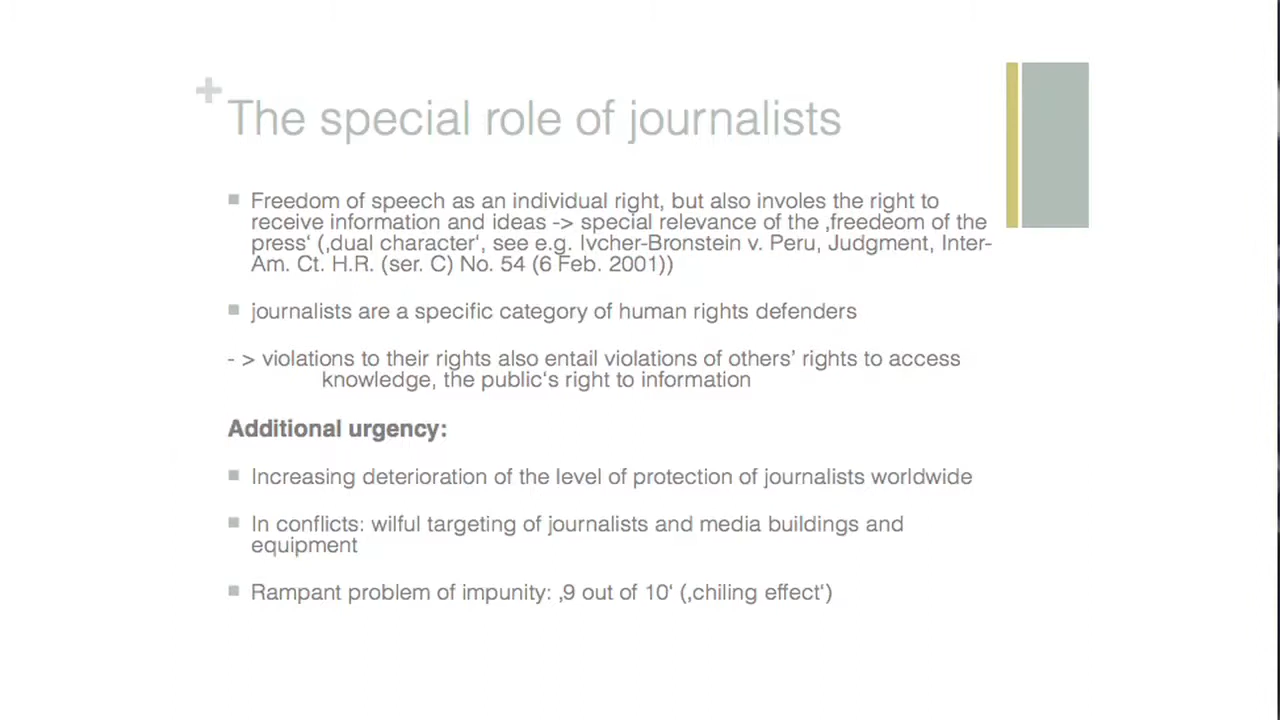 +
The special role of journalists
Freedom of speech as an individual right, but also involes the right to
receive information and ideas -> special relevance of the ‚freedeom of the
press‘ (‚dual character‘, see e.g. Ivcher-Bronstein v. Peru, Judgment, Inter-
Am. Ct. H.R. (ser. C) No. 54 (6 Feb. 2001))
journalists are a specific category of human rights defenders
- > violations to their rights also entail violations of others’ rights to access
knowledge, the public‘s right to information
Additional urgency:
Increasing deterioration of the level of protection of journalists worldwide
In conflicts: wilful targeting of journalists and media buildings and
equipment
Rampant problem of impunity: ‚9 out of 10‘ (‚chiling effect‘)